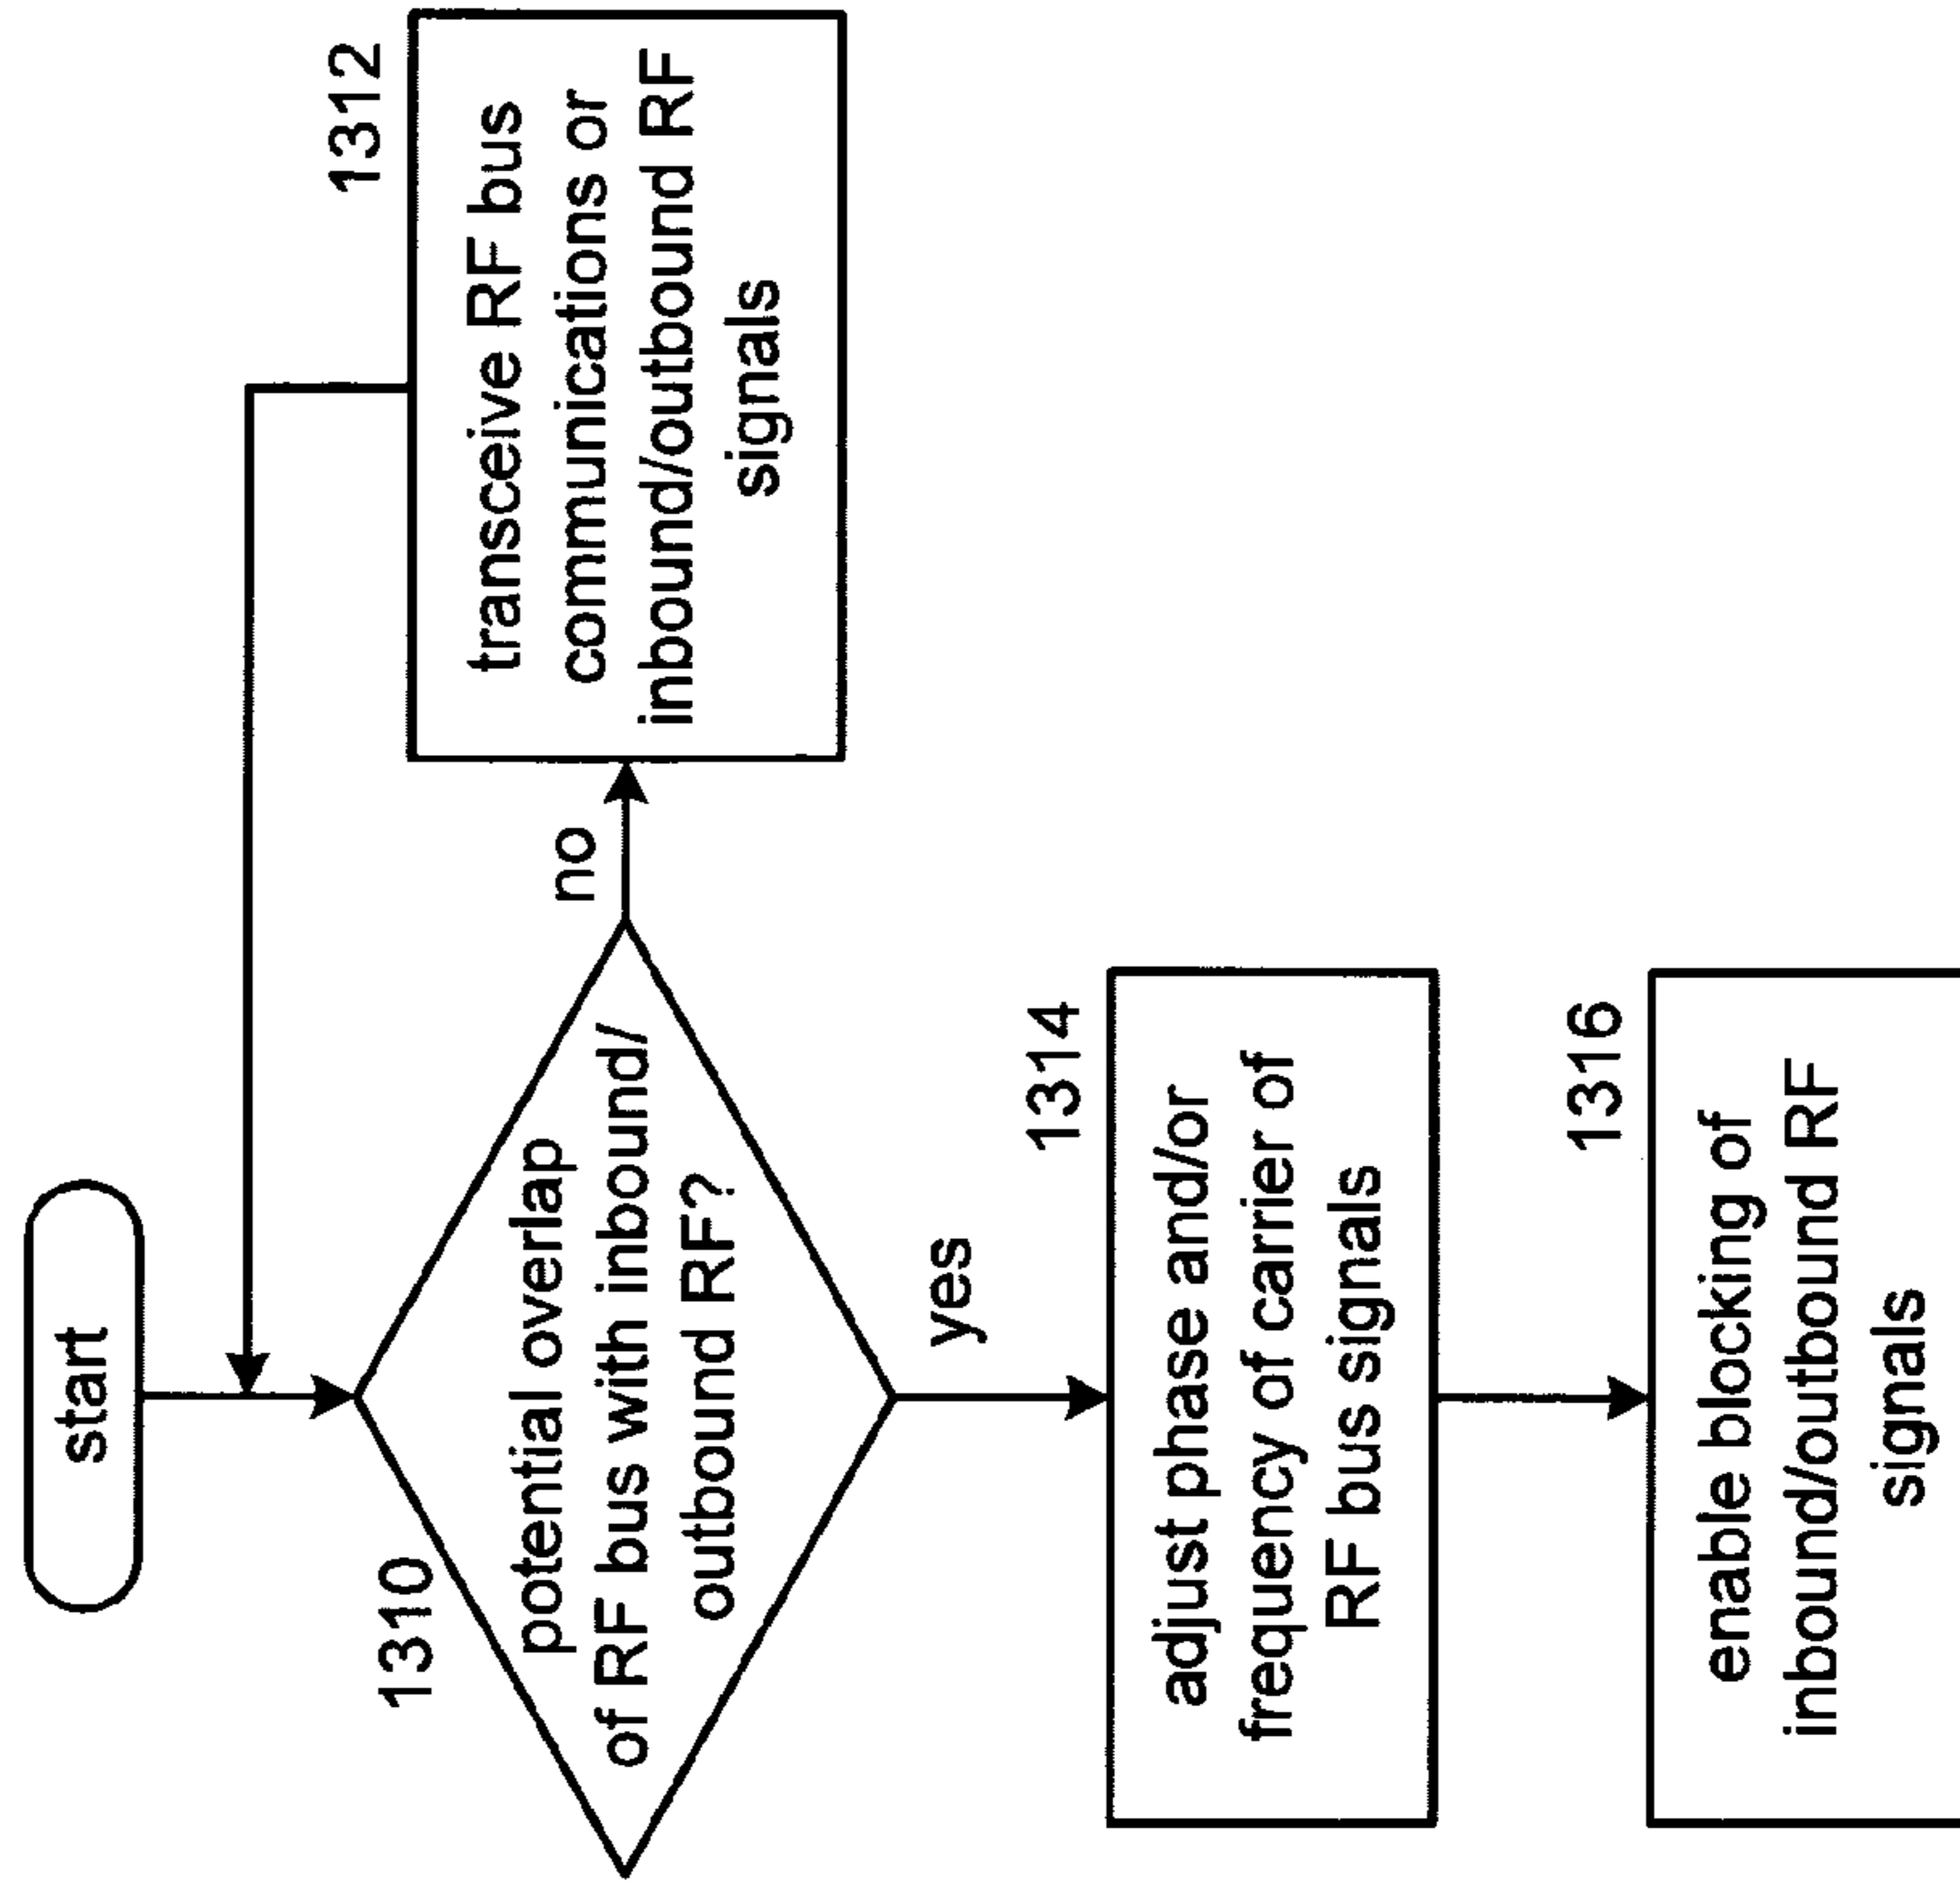 start
1310
potential overlap
of RF bus with inbound/
outbound RF?
no
1312
transceive RF bus
communications or
inbound/outbound RF
signals
yes
1314
adjust phase and/or
frequency of carrier of
RF bus signals
1316
enable blocking of
inbound/outbound RF
signals